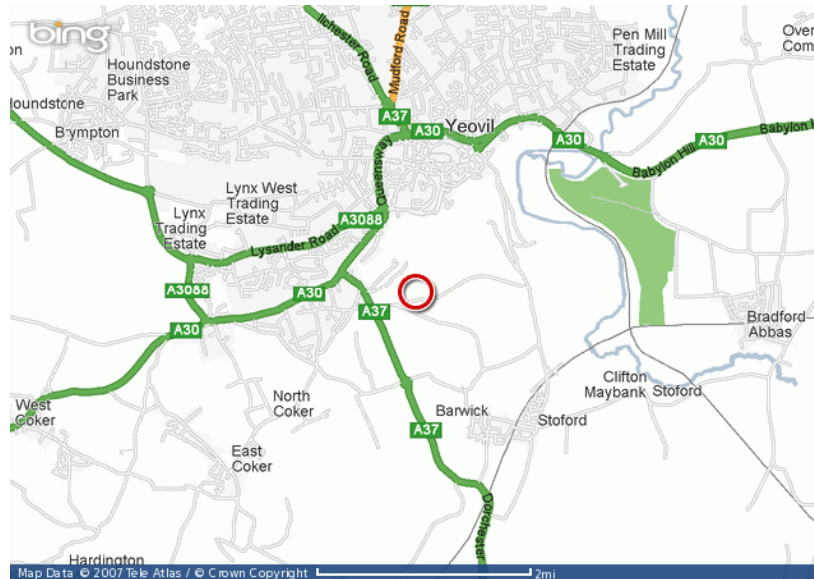 bing
Ilchester Road
Mudford Road
Pen Mill
Trading
Estate
Over
Com
Houndstone
Business
Park
Houndstone
Brympton
A37
A30
Yeovil
A30
Babylon Hill
A30
Babylon H
Queensway
Lynx West
Trading
Estate
Lynx
Trading
Estate
Lysander Road
A3088
A3088
A30
A30
A37
Bradford
Abbas
Clifton
Maybank
Stoford
North
Coker
Barwick
Stoford
West
Coker
East
Coker
A37
Dorchester
Hardington
Map Data © 2007 Tele Atlas / © Crown Copyright
2mi